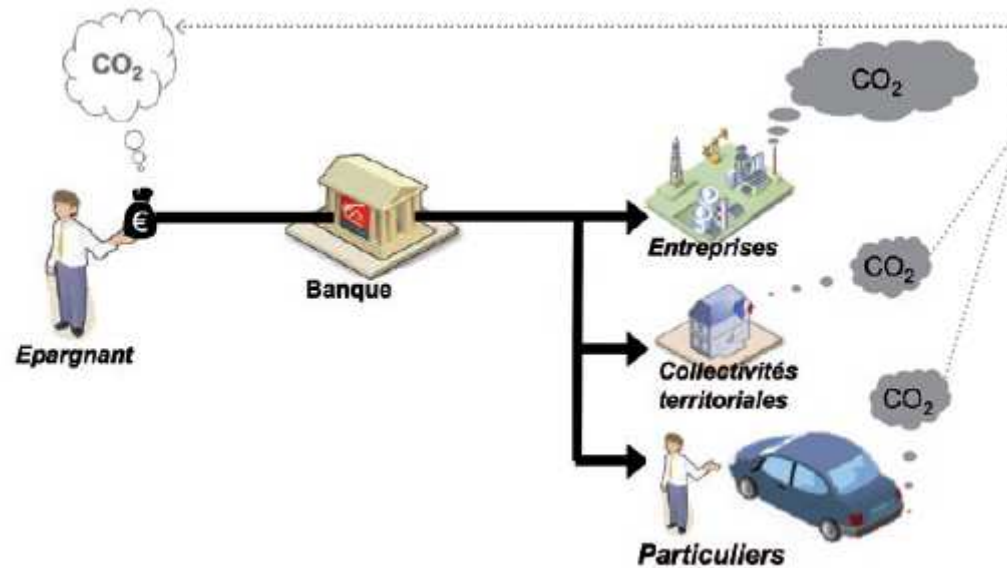 CO₂
CO₂
€
Entreprises
CO₂
Banque
Epargnant
Collectivités
territoriales
CO₂
Particuliers